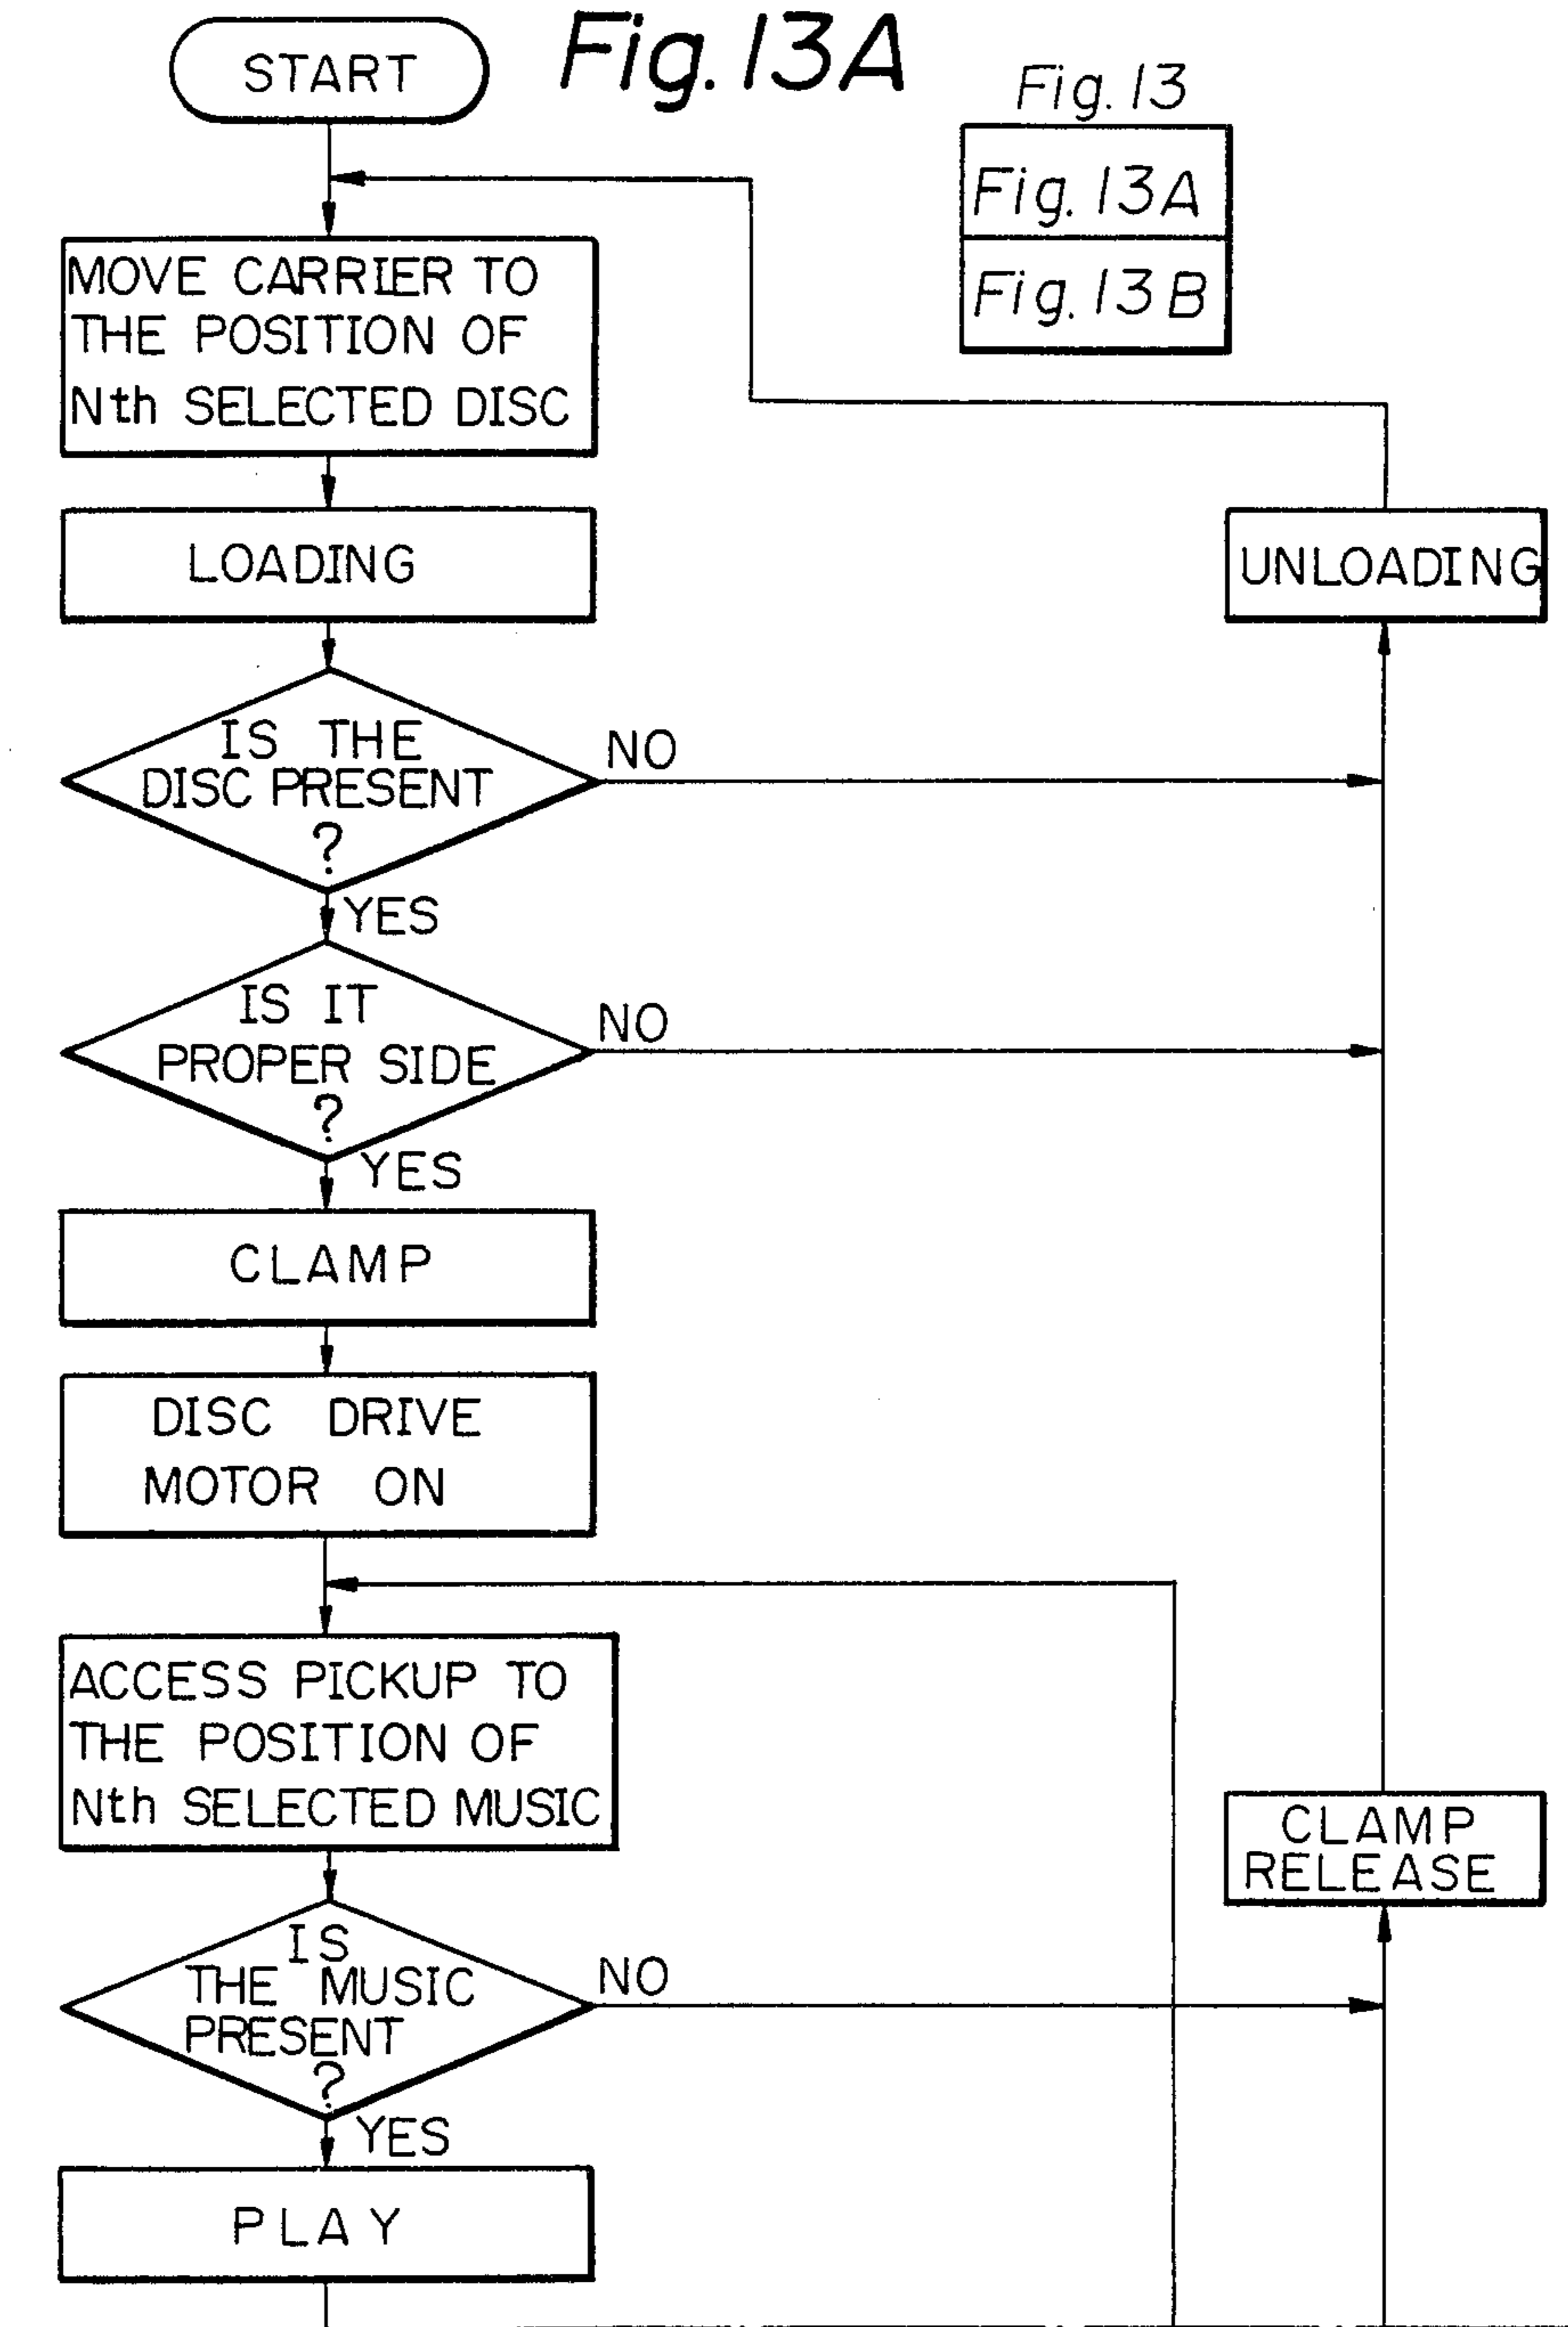 START
Fig. 13A
Fig. 13
Fig. 13A
Fig. 13B
MOVE CARRIER TO
THE POSITION OF
Nth SELECTED DISC
LOADING
UNLOADING
IS THE
DISC PRESENT
?
NO
YES
IS IT
PROPER SIDE
?
NO
YES
CLAMP
DISC DRIVE
MOTOR ON
ACCESS PICKUP TO
THE POSITION OF
Nth SELECTED MUSIC
CLAMP
RELEASE
IS
THE MUSIC
PRESENT
?
NO
YES
PLAY